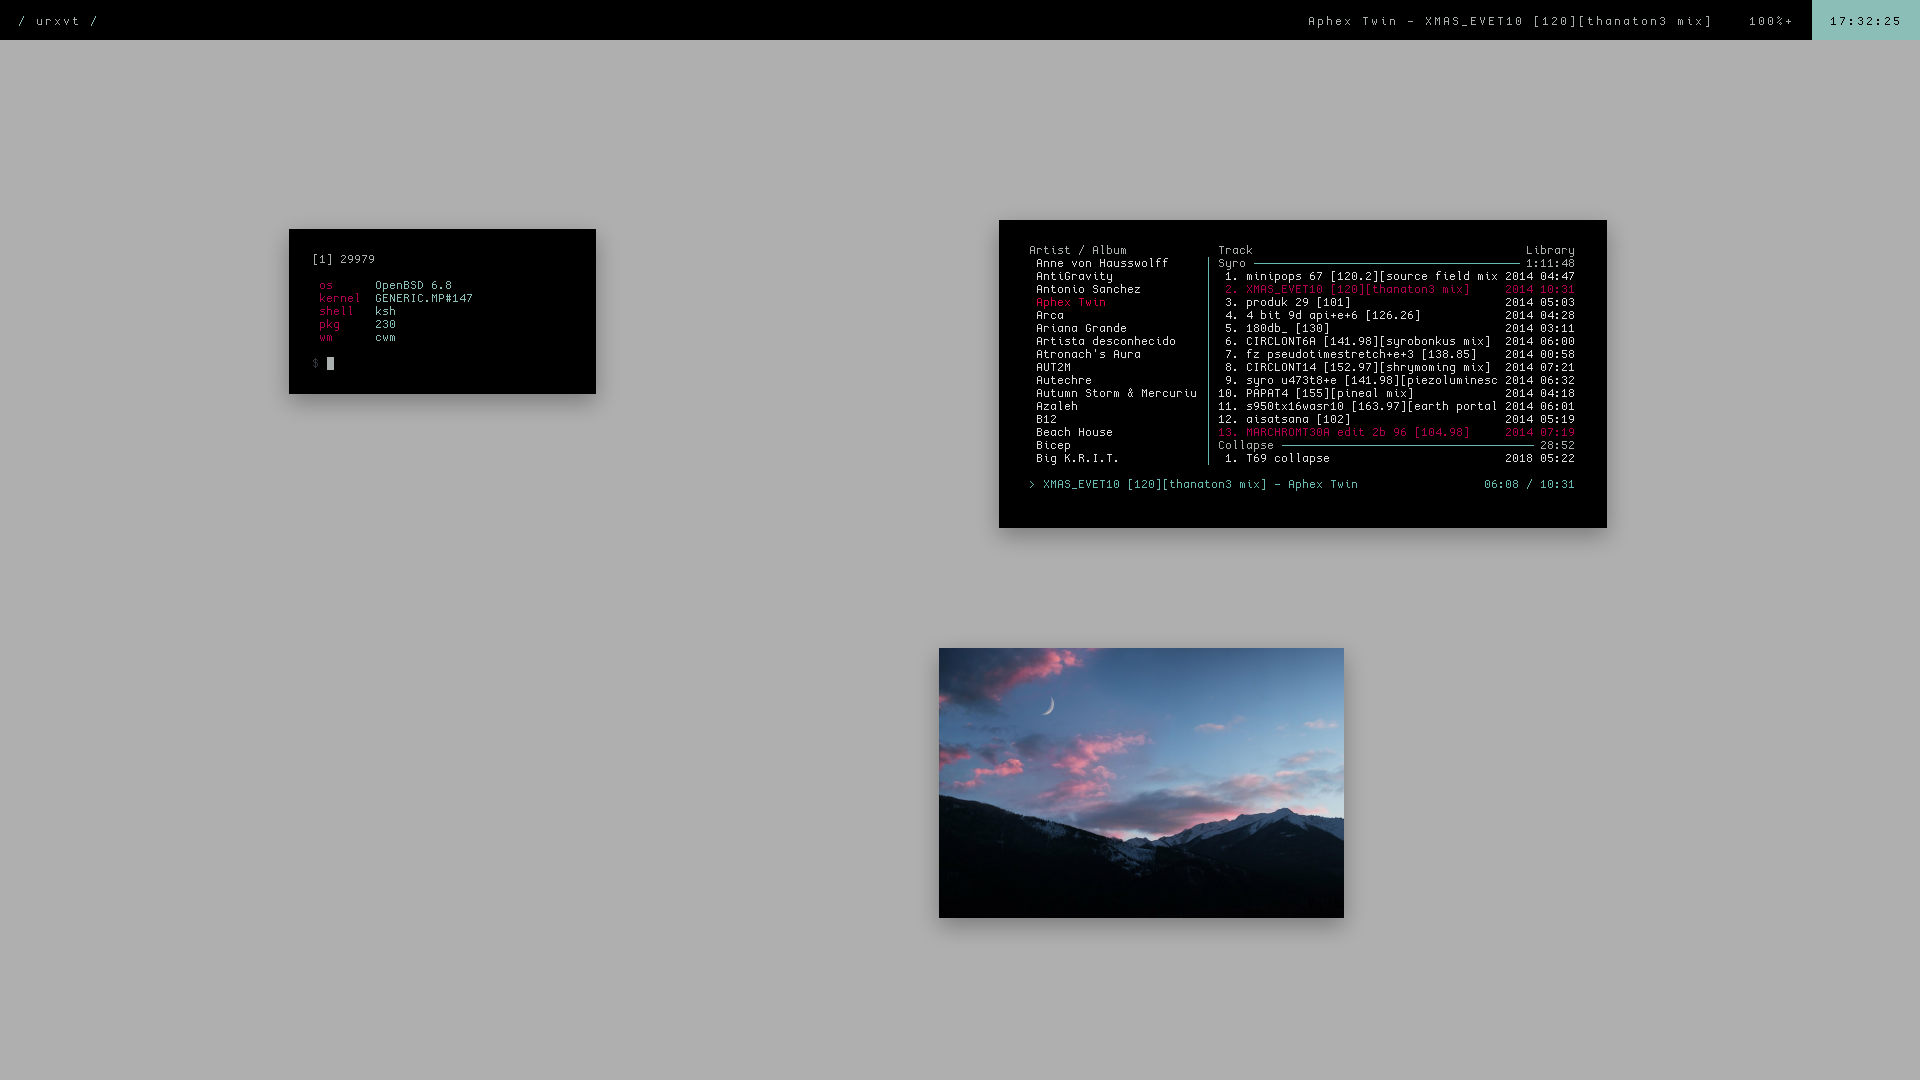 / urxvt /
Aphex Twin - XMAS_EVET10 [120][thanaton3 mix]
100%+
17:32:25
[1] 29979
os OpenBSD 6.8
kernel GENERIC.MP#147
shell ksh
pkg 230
wm cwm
$
Artist / Album
Anne von Hausswolff
AntiGravity
Antonio Sanchez
Aphex Twin
Arca
Ariana Grande
Artista desconhecido
Atronach's Aura
AUT2M
Autechre
Autumn Storm & Mercuriu
Azaleh
B12
Beach House
Bicep
Big K.R.I.T.
Track Library
Syro 1:11:48
1. minipops 67 [120.2][source field mix 2014 04:47
2. XMAS_EVET10 [120][thanaton3 mix] 2014 10:31
3. produk 29 [101] 2014 05:03
4. 4 bit 9d api+e+6 [126.26] 2014 04:28
5. 180db_ [130] 2014 03:11
6. CIRCLONT6A [141.98][syrobonkus mix] 2014 06:00
7. fz pseudotimestretch+e+3 [138.85] 2014 00:58
8. CIRCLONT14 [152.97][shrymoming mix] 2014 07:21
9. syro u473t8+e [141.98][piezoluminesc 2014 06:32
10. PAPAT4 [155][pineal mix] 2014 04:18
11. s950tx16wasr10 [163.97][earth portal 2014 06:01
12. aisatsana [102] 2014 05:19
13. MARCHROMT30A edit 2b 96 [104.98] 2014 07:19
Collapse 28:52
1. T69 collapse 2018 05:22
> XMAS_EVET10 [120][thanaton3 mix] - Aphex Twin 06:08 / 10:31